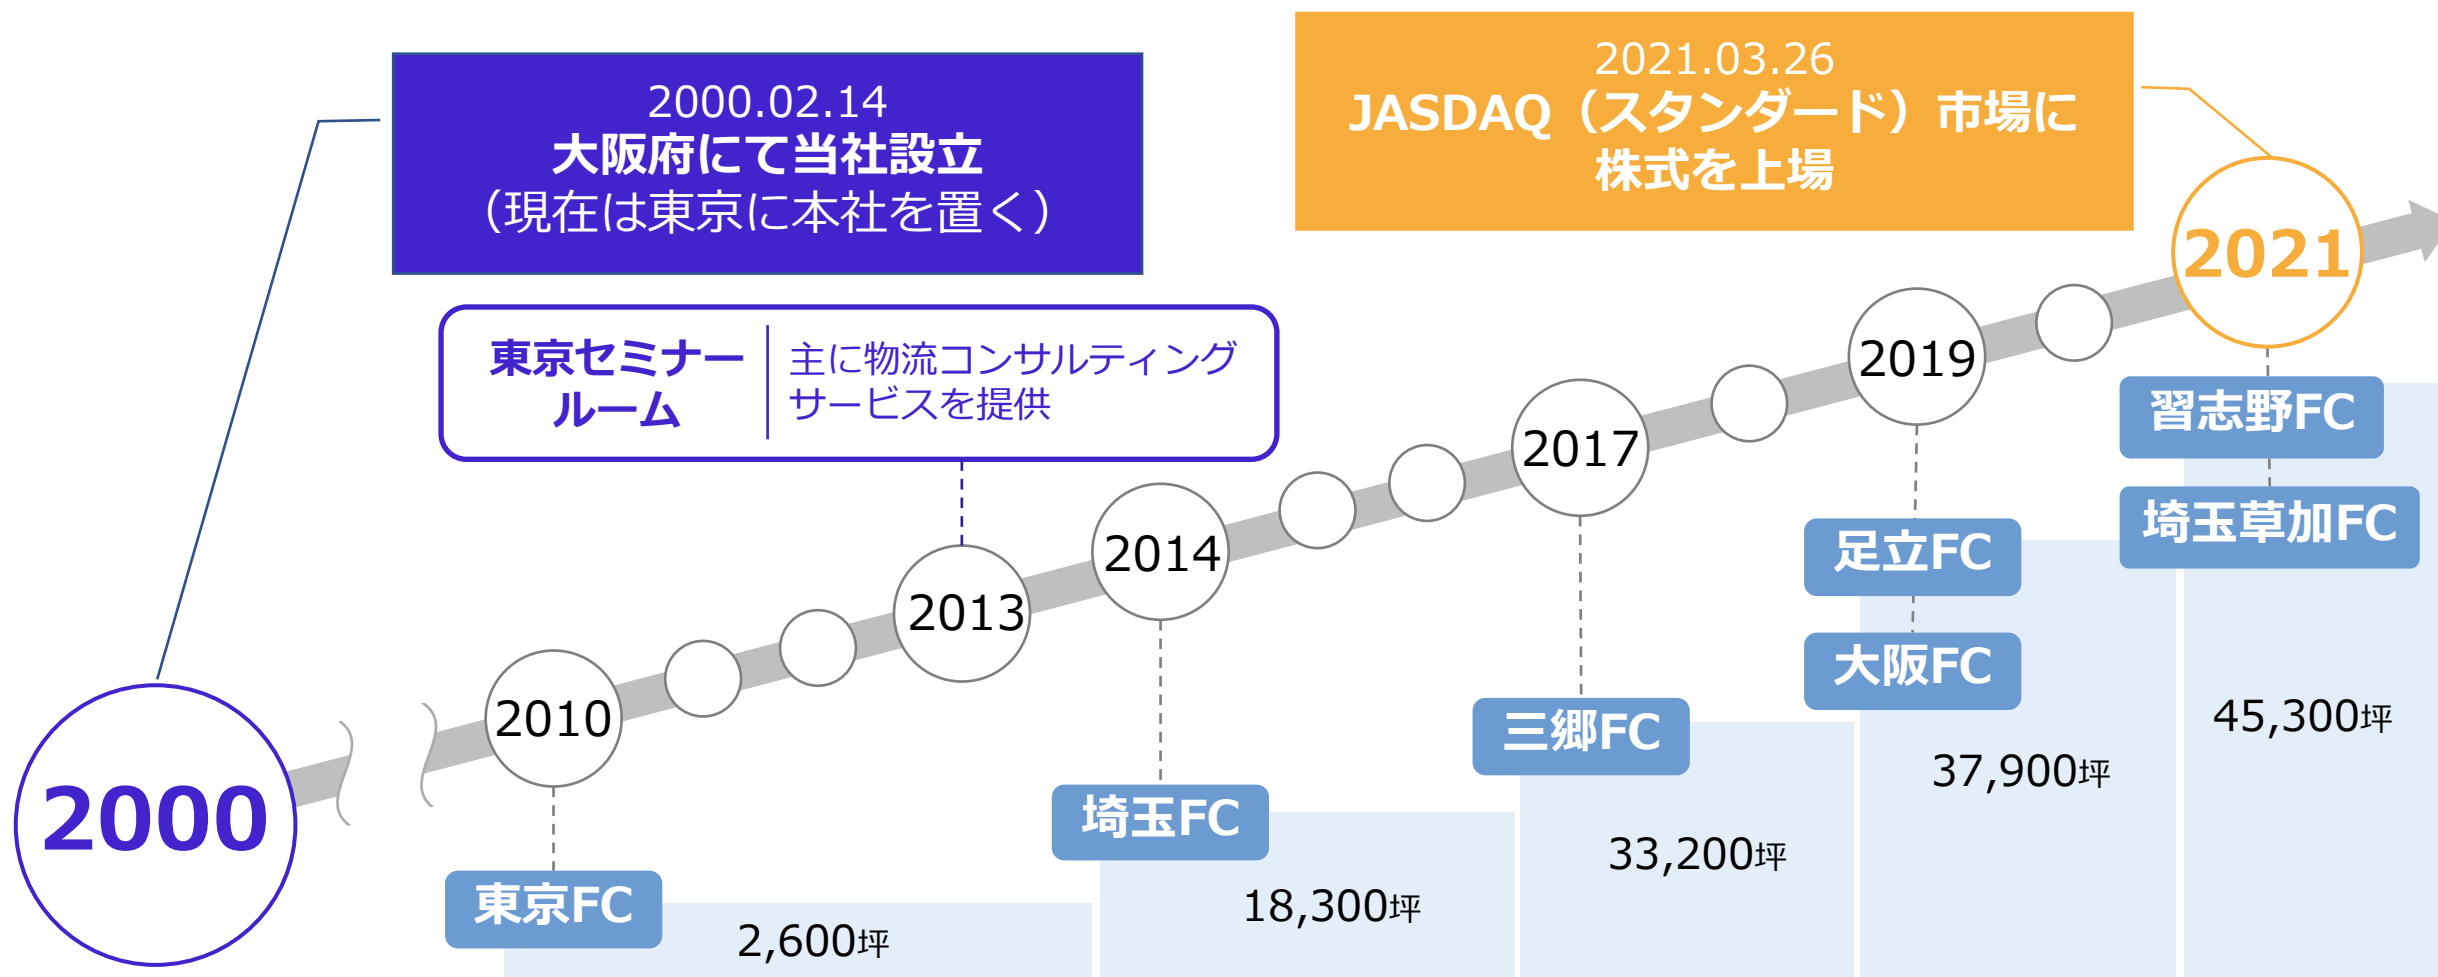 2000.02.14
大阪府にて当社設立
（現在は東京に本社を置く）
2021.03.26
JASDAQ（スタンダード）市場に
株式を上場
東京セミナー
ルーム
主に物流コンサルティング
サービスを提供
2000
2010
2013
2014
2017
2019
2021
東京FC
2,600坪
埼玉FC
18,300坪
三郷FC
33,200坪
足立FC
大阪FC
37,900坪
習志野FC
埼玉草加FC
45,300坪